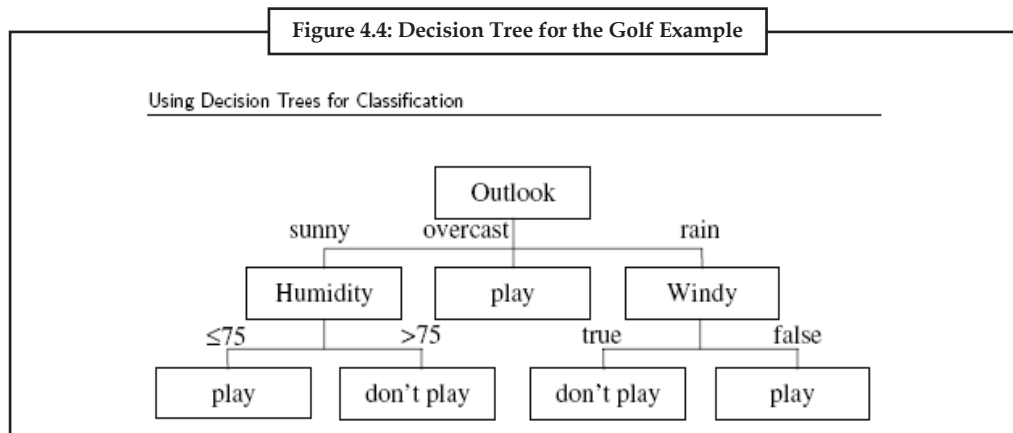 Figure 4.4: Decision Tree for the Golf Example
Using Decision Trees for Classification
Outlook
sunny overcast rain
Humidity play Windy
≤75 >75 true false
play don't play don't play play